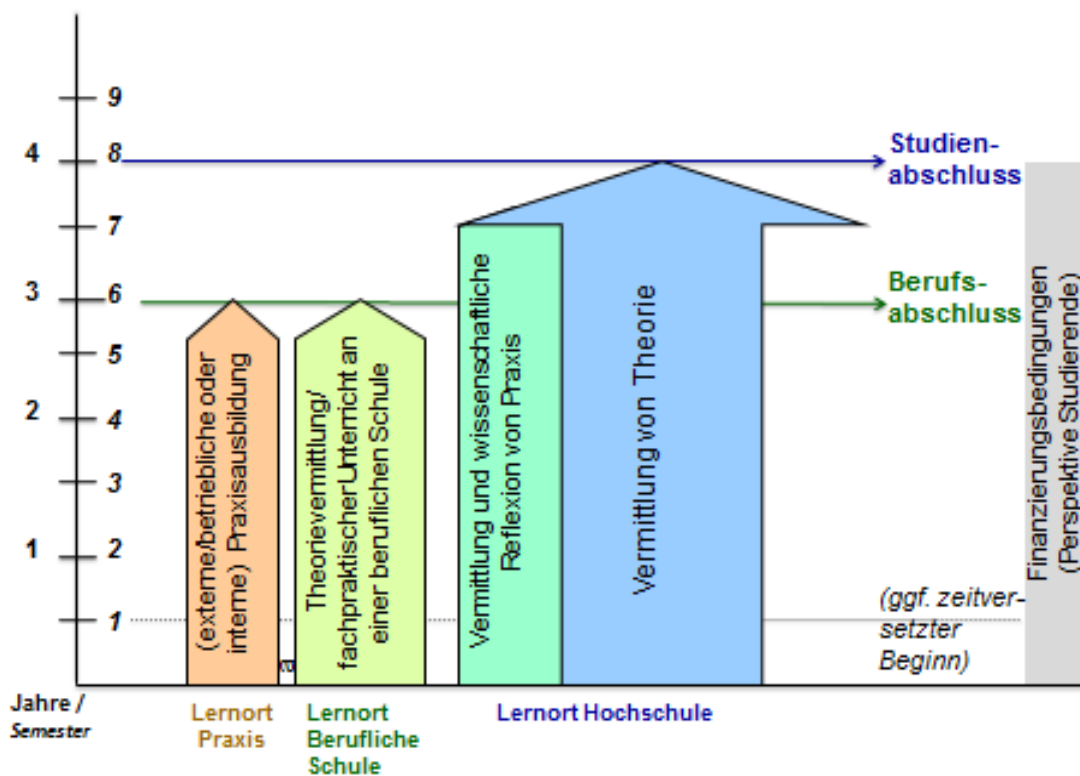 9
4
8
Studien-
abschluss
7
3
6
Berufs-
abschluss
5
2
4
3
1
2
1
(externe/betriebliche oder
interne) Praxisausbildung
a
Theorievermittlung/
fachpraktischer Unterricht an
einer beruflichen Schule
Vermittlung und wissenschaftliche
Reflexion von Praxis
Vermittlung von Theorie
(ggf. zeitver-
setzter
Beginn)
Finanzierungsbedingungen
(Perspektive Studierende)
Jahre /
Semester
Lernort
Praxis
Lernort
Berufliche
Schule
Lernort Hochschule